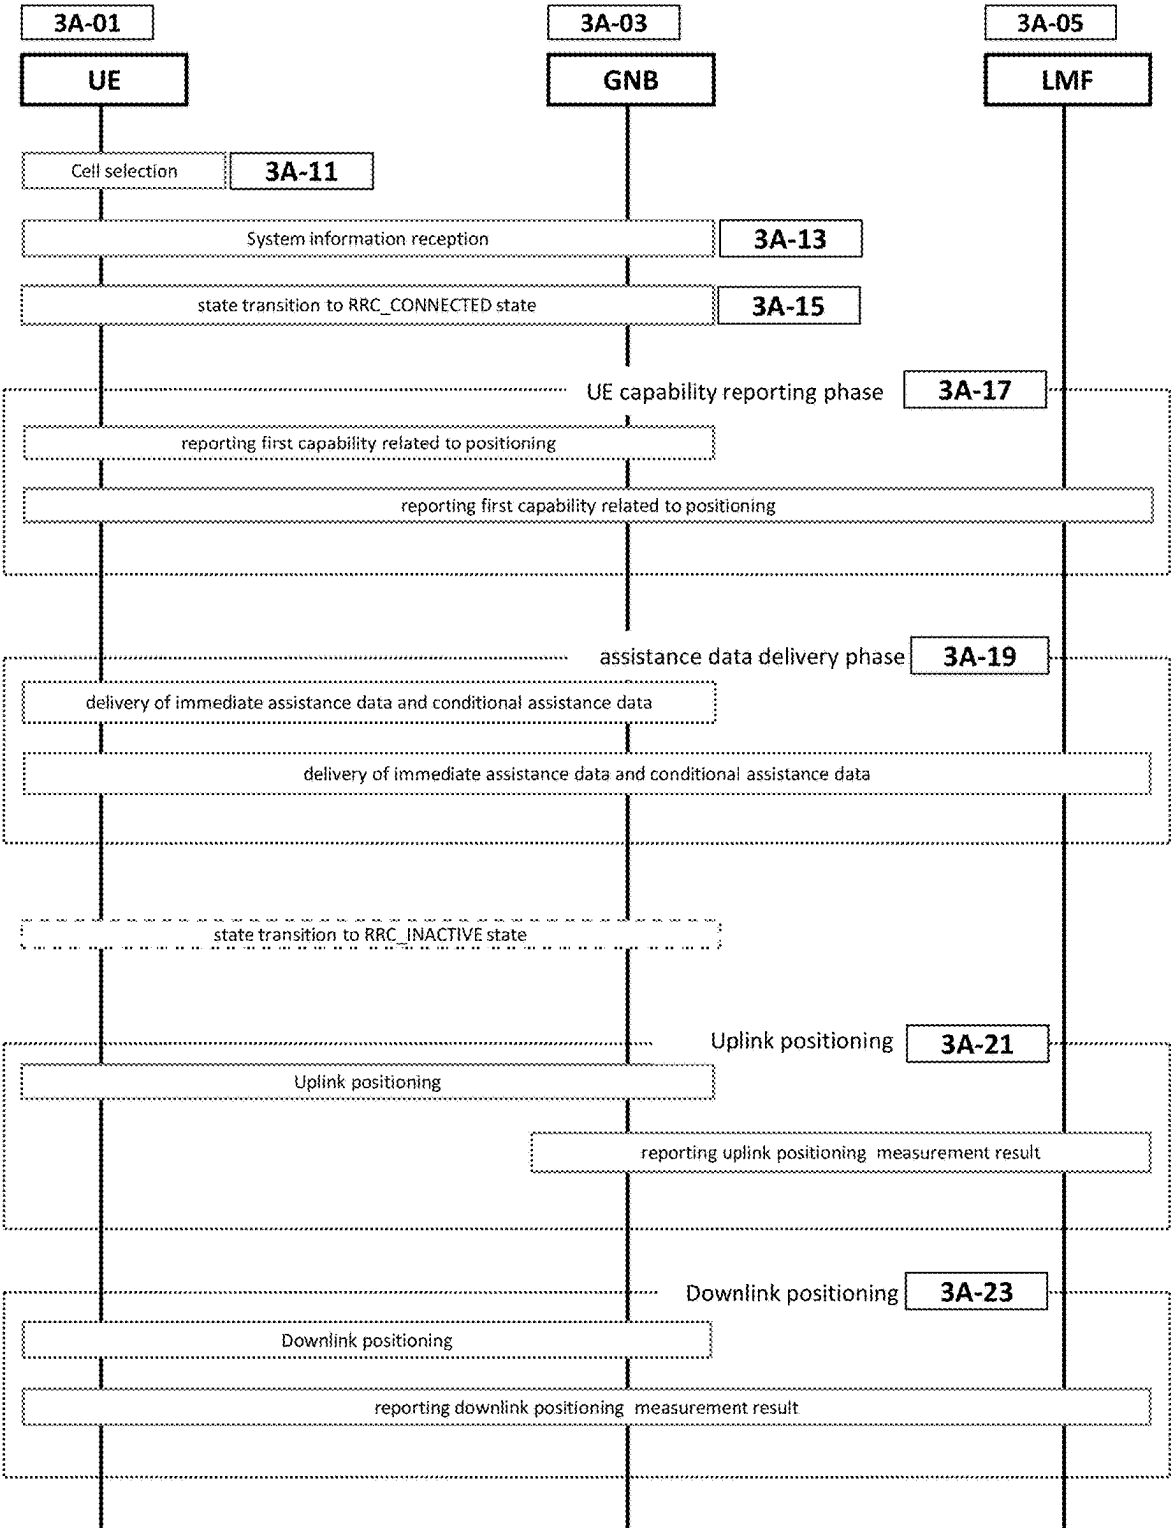 3A-01 3A-03 3A-05
UE GNB LMF
Cell selection 3A-11
System information reception 3A-13
state transition to RRC_CONNECTED state 3A-15
UE capability reporting phase 3A-17
reporting first capability related to positioning
reporting first capability related to positioning
assistance data delivery phase 3A-19
delivery of immediate assistance data and conditional assistance data
delivery of immediate assistance data and conditional assistance data
state transition to RRC_INACTIVE state
Uplink positioning 3A-21
Uplink positioning
reporting uplink positioning measurement result
Downlink positioning 3A-23
Downlink positioning
reporting downlink positioning measurement result